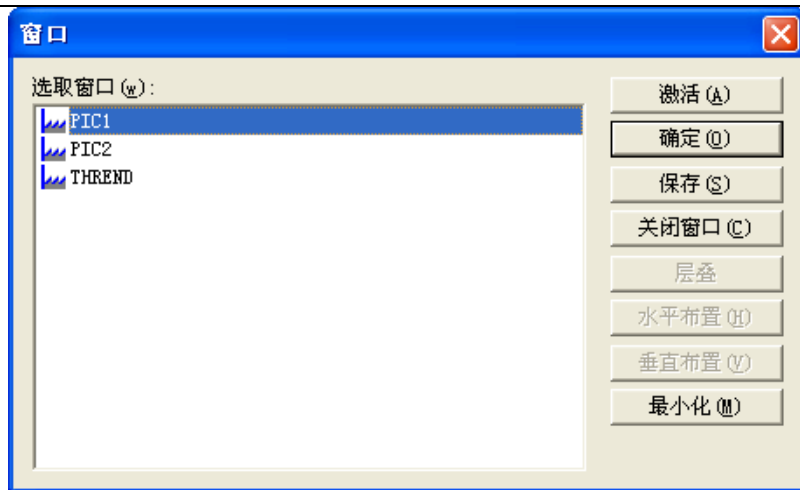 窗口
选取窗口(w):
PIC1
PIC2
THREND
激活(A)
确定(O)
保存(S)
关闭窗口(C)
层叠
水平布置(H)
垂直布置(V)
最小化(M)